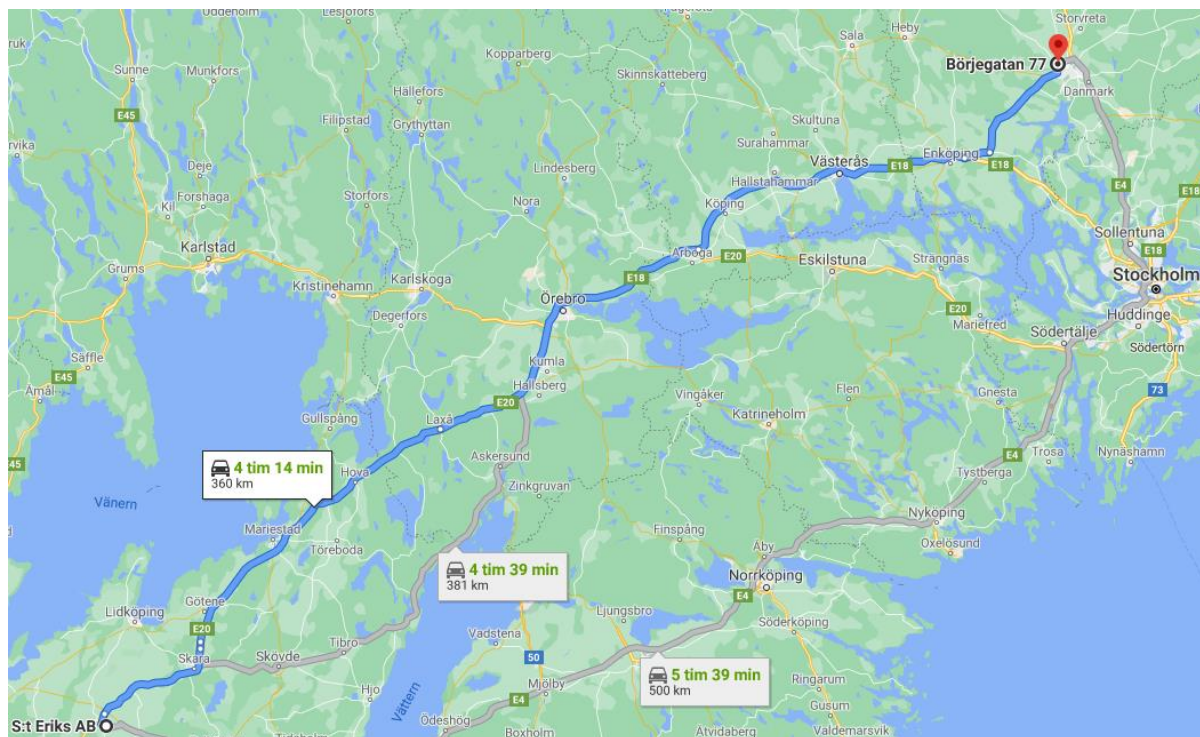 Uddeholm
Lesjöfors
Storvreta
Sala
Heby
Börjegatan 77
Kopparberg
Sunne
Munkfors
Skinnskatteberg
Danmark
Hällefors
E45
Filipstad
Grythyttan
Skultuna
Surahammar
Lindesberg
Västerås
E18
Enköping
E18
Deje
Hallstahammar
E4
Forshaga
Storfors
Nora
Köping
E18
Kil
Sollentuna
Karlstad
Arboga
E20
Strängnäs
E18
Grums
Karlskoga
E18
Eskilstuna
Stockholm
Kristinehamn
Örebro
Huddinge
Degerfors
E20
Mariefred
Södertälje
Södertörn
Säffle
Kumla
E45
Hallsberg
73
Åmål
E20
Vingåker
Flen
Gnesta
Gullspång
Laxå
Katrineholm
E4
Trosa
Nynäshamn
E45
Askersund
4 tim 14 min
360 km
Hova
Zinkgruvan
Tystberga
Vänern
Nyköping
Mariestad
Töreboda
Finspång
Åby
Oxelösund
4 tim 39 min
381 km
Norrköping
Götene
E4
Lidköping
Ljungsbro
E20
Vadstena
Söderköping
Tibro
Skara
Skövde
50
5 tim 39 min
500 km
Hjo
Mjölby
Ringarum
Vättern
E4
Gusum
S:t Eriks AB
Ödeshög
Boxholm
Åtvidaberg
Valdemarsvik